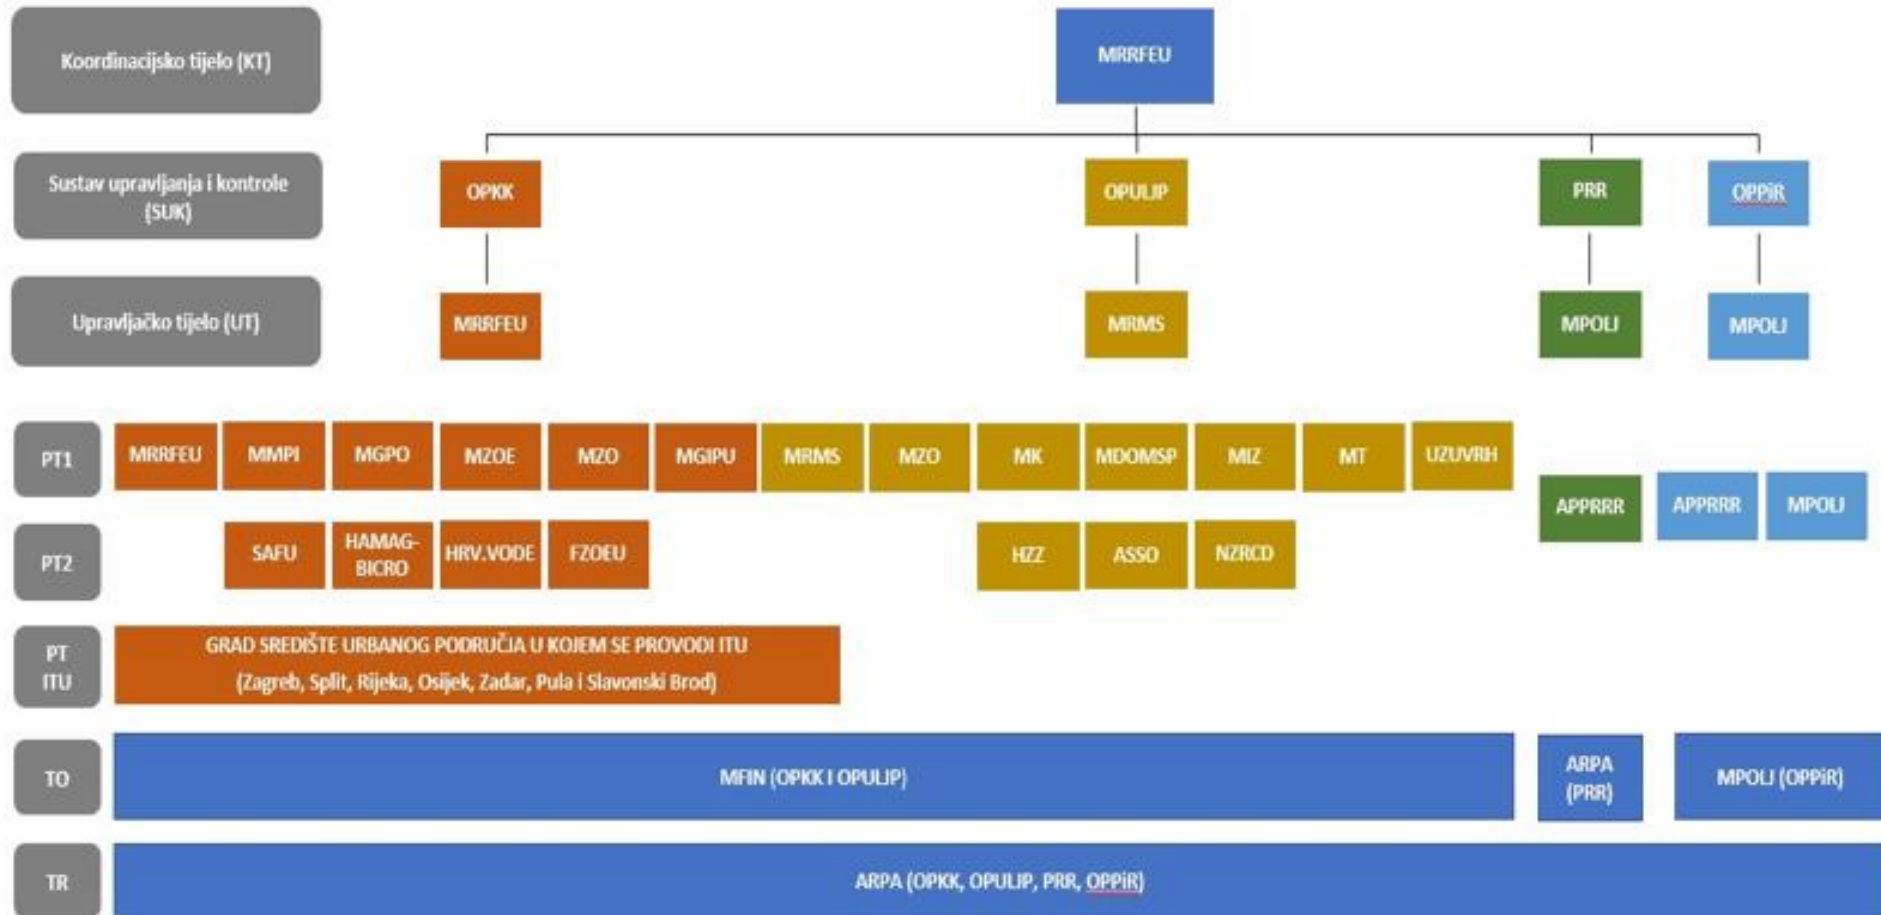 Koordinacijsko tijelo (KT)
MRRFEU
Sustav upravljanja i kontrole
(SUK)
OPKK
OPULJP
PRR
OPPiR
Upravljačko tijelo (UT)
MRRFEU
MRMS
MPOLJ
MPOLJ
PT1
MRRFEU
MMPI
MGPO
MZOE
MZO
MGIPU
MRMS
MZO
MK
MDOMSP
MIZ
MT
UZUVRH
APPRRR
APPRRR
MPOLJ
PT2
SAFU
HAMAG-
BICRO
HRV.VODE
FZOEU
HZZ
ASSO
NZRCD
PT
ITU
GRAD SREDIŠTE URBANOG PODRUČJA U KOJEM SE PROVODI ITU
(Zagreb, Split, Rijeka, Osijek, Zadar, Pula i Slavonski Brod)
TO
MFIN (OPKK I OPULJP)
ARPA
(PRR)
MPOLJ (OPPiR)
TR
ARPA (OPKK, OPULJP, PRR, OPPiR)